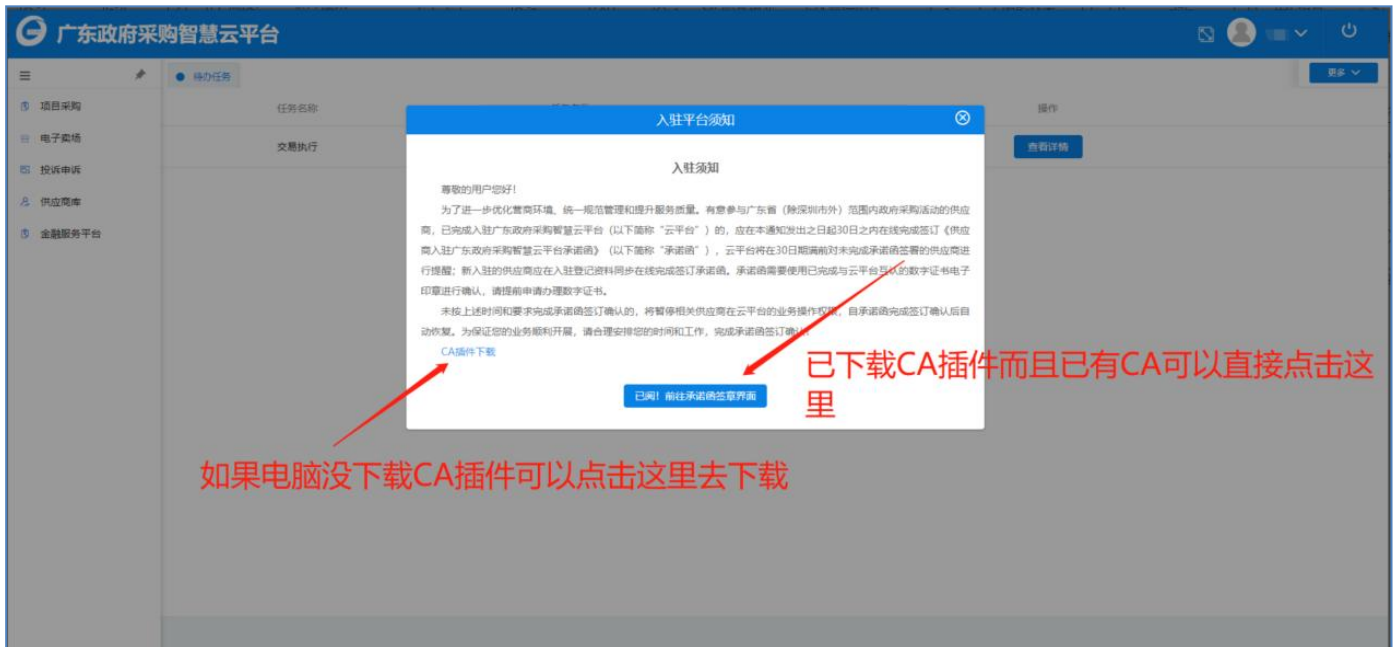 广东政府采购智慧云平台
待办任务
更多
项目采购
电子卖场
投诉申诉
供应商库
金融服务平台
任务名称
操作
交易执行
查看详情
入驻平台须知
入驻须知
尊敬的用户您好！
为了进一步优化营商环境，统一规范管理和提升服务质量。有意参与广东省（除深圳市外）范围内政府采购活动的供应
商，已完成入驻广东政府采购智慧云平台（以下简称“云平台”）的，应在本通知发出之日起30日之内在线完成签订《供应
商入驻广东政府采购智慧云平台承诺函》（以下简称“承诺函”），云平台将在30日期满前对未完成承诺函签署的供应商进
行提醒；新入驻的供应商应在入驻登记资料同步在线完成签订承诺函。承诺函需要使用已完成与云平台互认的数字证书电子
印章进行确认，请提前申请办理数字证书。
未按上述时间和要求完成承诺函签订确认的，将暂停相关供应商在云平台的业务操作权限，自承诺函完成签订确认后自
动恢复。为保证您的业务顺利开展，请合理安排您的时间和工作，完成承诺函签订确认！
CA插件下载
已阅！前往承诺函签章界面
已下载CA插件而且已有CA可以直接点击这
里
如果电脑没下载CA插件可以点击这里去下载